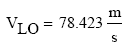 V_LO = 78.423 m/s